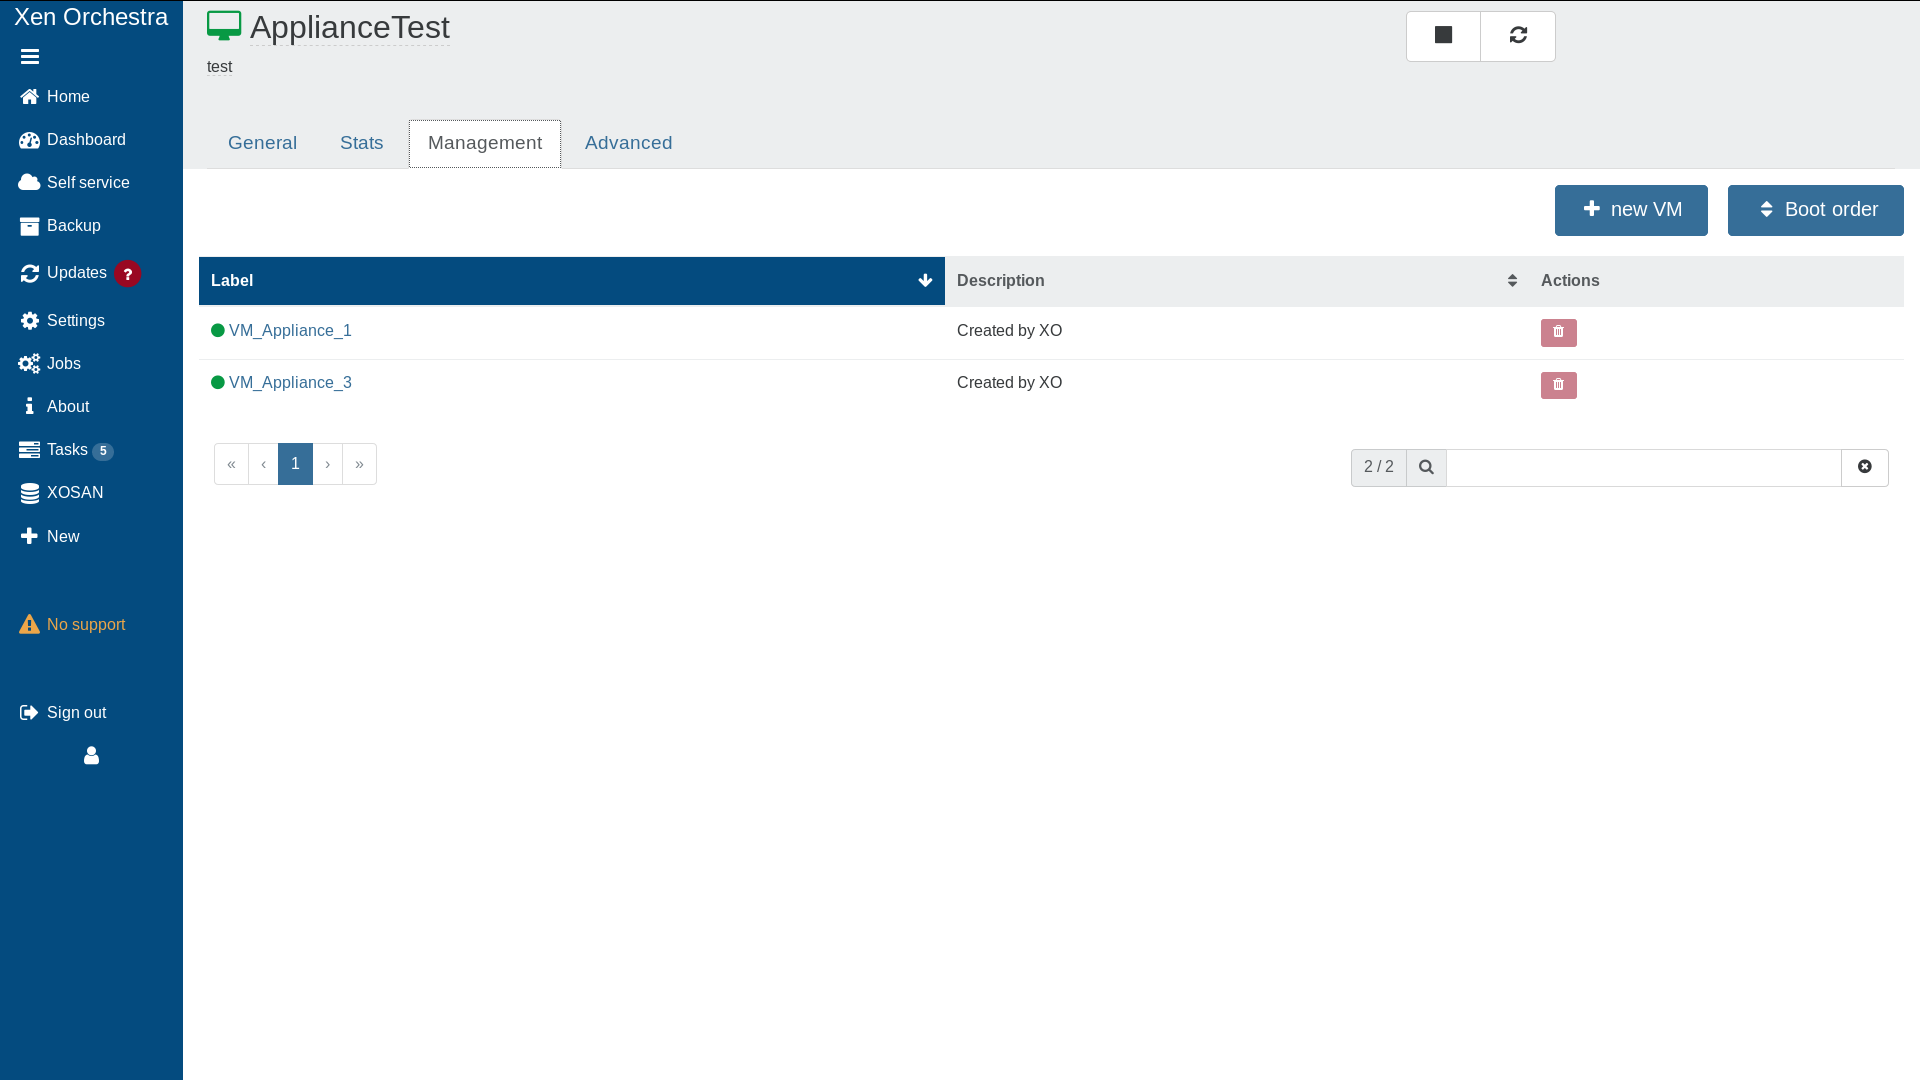 Xen Orchestra
Home
Dashboard
Self service
Backup
Updates ?
Settings
Jobs
About
Tasks 5
XOSAN
New
No support
Sign out
ApplianceTest
test
General Stats Management Advanced
new VM Boot order
Label Description Actions
VM_Appliance_1 Created by XO
VM_Appliance_3 Created by XO
« ‹ 1 › »
2 / 2